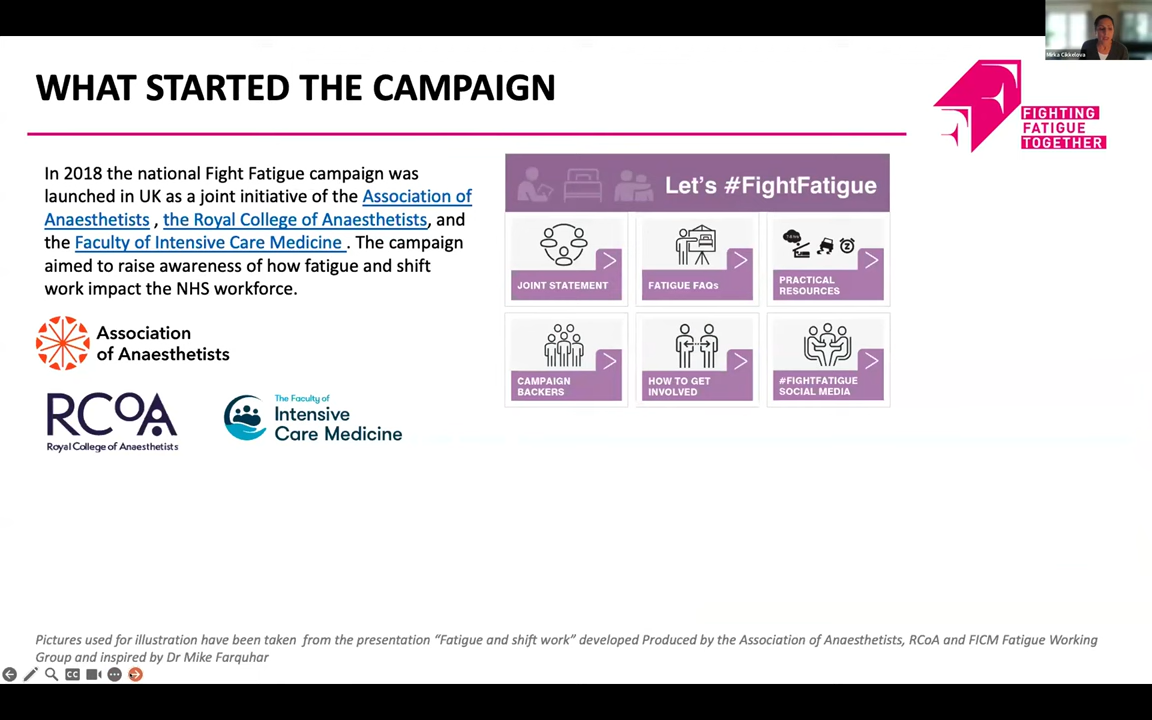 Mirka Cikkelova
WHAT STARTED THE CAMPAIGN
FIGHTING
FATIGUE
TOGETHER
In 2018 the national Fight Fatigue campaign was
launched in UK as a joint initiative of the Association of
Anaesthetists , the Royal College of Anaesthetists, and
the Faculty of Intensive Care Medicine . The campaign
aimed to raise awareness of how fatigue and shift
work impact the NHS workforce.
Association
of Anaesthetists
RCOA
Royal College of Anaesthetists
The Faculty of
Intensive
Care Medicine
Let's #FightFatigue
JOINT STATEMENT
FATIGUE FAQs
PRACTICAL
RESOURCES
CAMPAIGN
BACKERS
HOW TO GET
INVOLVED
#FIGHTFATIGUE
SOCIAL MEDIA
Pictures used for illustration have been taken from the presentation “Fatigue and shift work” developed Produced by the Association of Anaesthetists, RCoA and FICM Fatigue Working
Group and inspired by Dr Mike Farquhar
CC